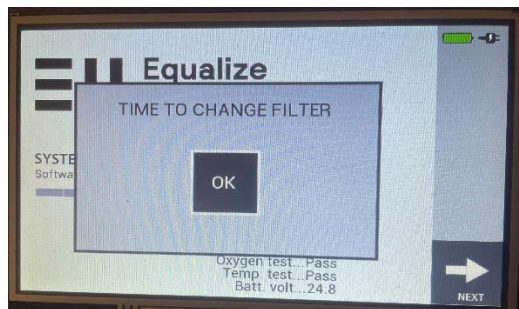 Equalize
TIME TO CHANGE FILTER
SYSTE
Softwa
OK
Oxygen test...Pass
Temp. test...Pass
Batt. volt...24.8
NEXT